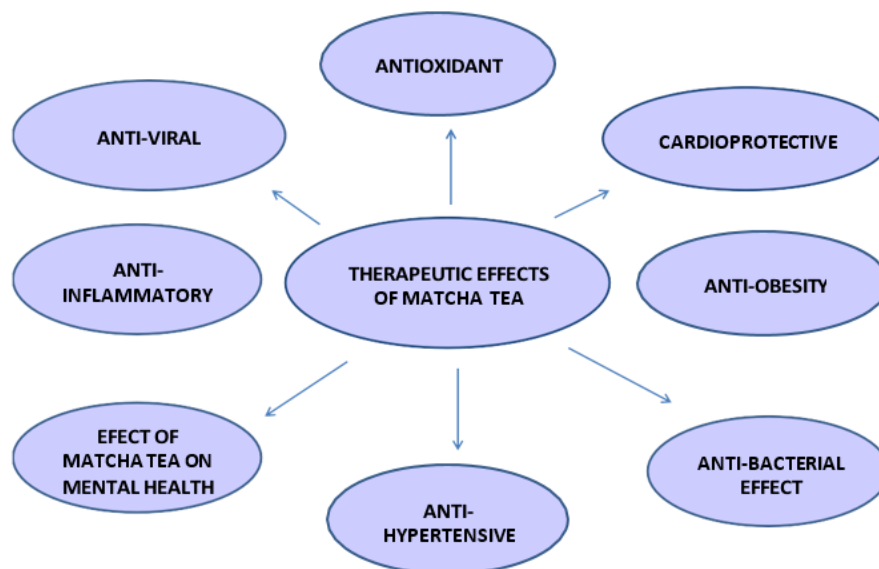 ANTIOXIDANT
ANTI-VIRAL
CARDIOPROTECTIVE
ANTI-
INFLAMMATORY
THERAPEUTIC EFFECTS
OF MATCHA TEA
ANTI-OBESITY
EFECT OF
MATCHA TEA ON
MENTAL HEALTH
ANTI-
HYPERTENSIVE
ANTI-BACTERIAL
EFFECT